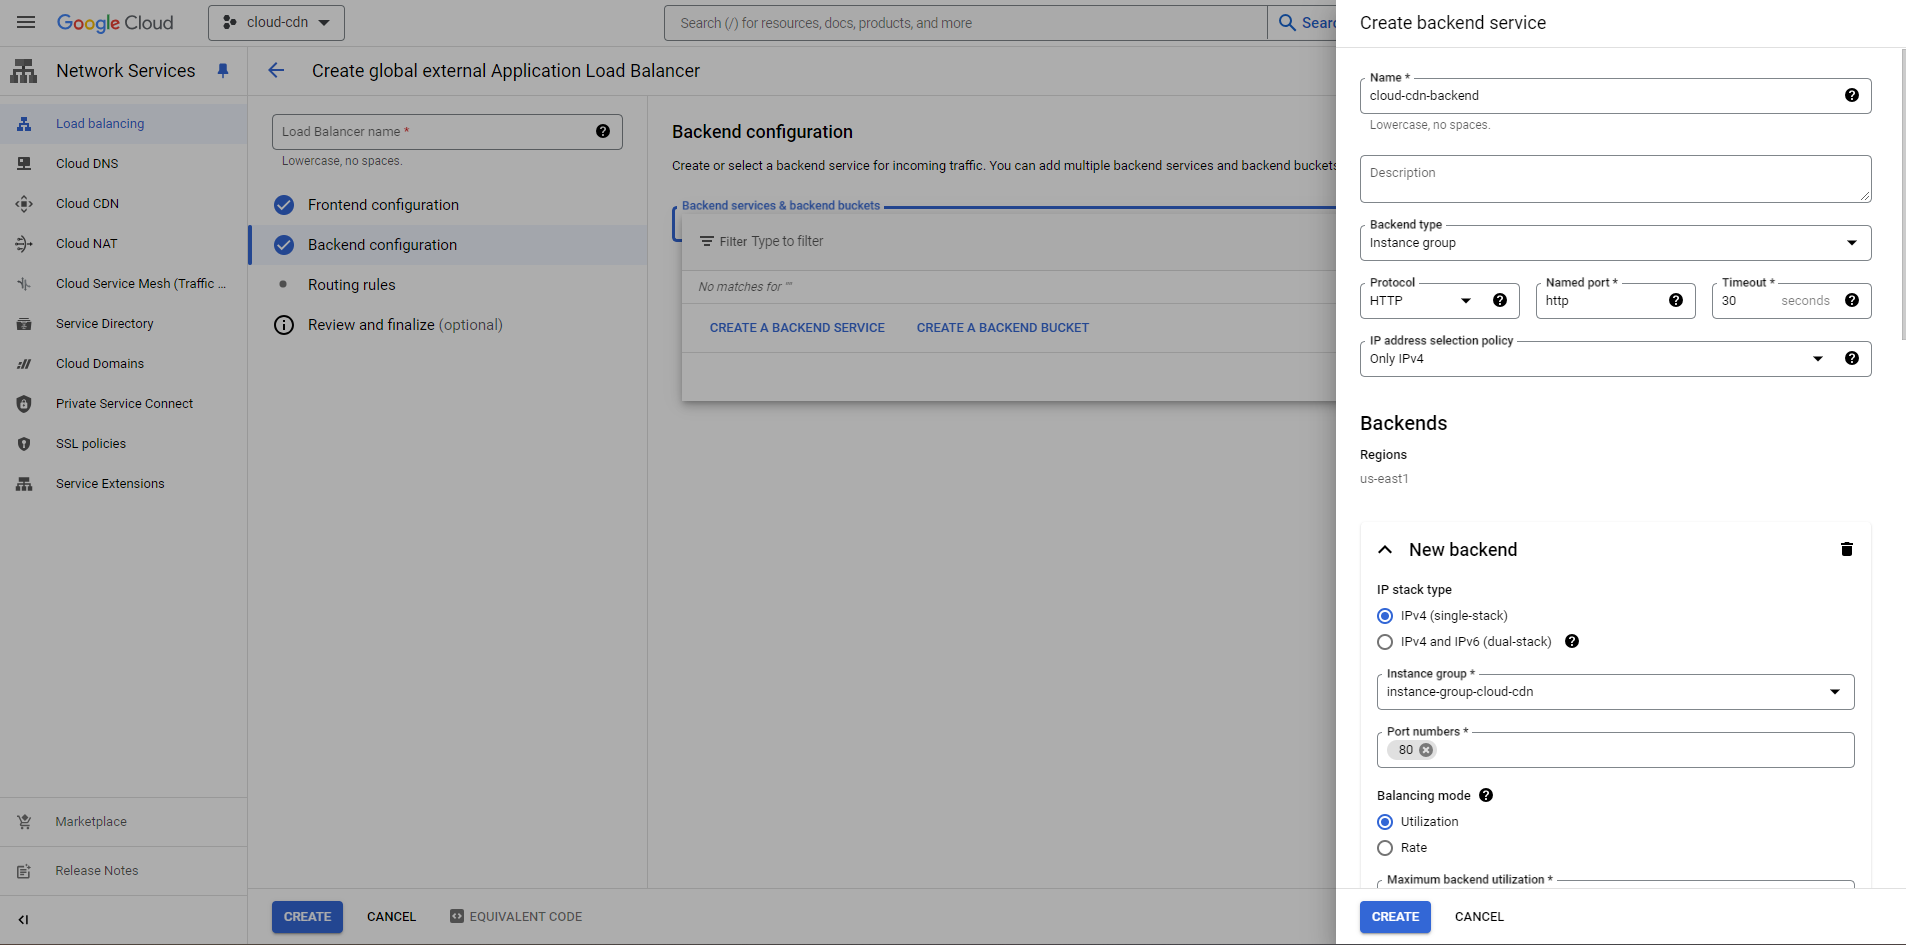 Google Cloud
cloud-cdn
Search (/) for resources, docs, products, and more
Network Services
Load balancing
Cloud DNS
Cloud CDN
Cloud NAT
Cloud Service Mesh (Traffic ...
Service Directory
Cloud Domains
Private Service Connect
SSL policies
Service Extensions
Marketplace
Release Notes
Create global external Application Load Balancer
Load Balancer name *
Lowercase, no spaces.
Frontend configuration
Backend configuration
Routing rules
Review and finalize (optional)
CREATE CANCEL EQUIVALENT CODE
Backend configuration
Create or select a backend service for incoming traffic. You can add multiple backend services and backend buckets
Backend services & backend buckets
Filter Type to filter
No matches for ""
CREATE A BACKEND SERVICE CREATE A BACKEND BUCKET
Create backend service
Name *
cloud-cdn-backend
Lowercase, no spaces.
Description
Backend type
Instance group
Protocol
HTTP
Named port *
http
Timeout *
30 seconds
IP address selection policy
Only IPv4
Backends
Regions
us-east1
New backend
IP stack type
IPv4 (single-stack)
IPv4 and IPv6 (dual-stack)
Instance group *
instance-group-cloud-cdn
Port numbers *
80
Balancing mode
Utilization
Rate
Maximum backend utilization *
CREATE CANCEL